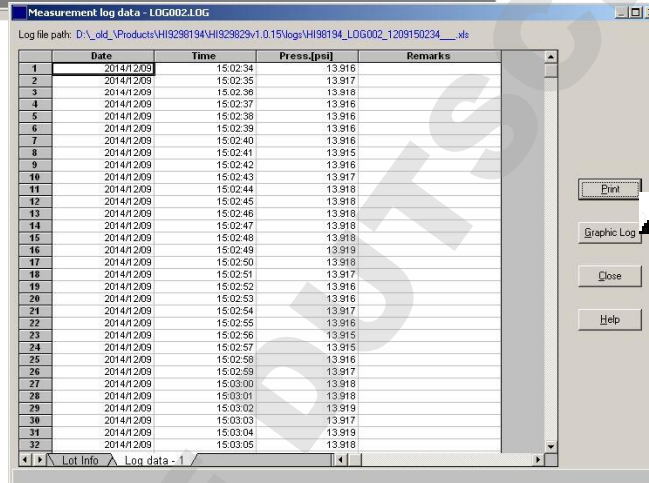 Measurement log data - LOG002.LOG
Log file path: D:\_old_\Products\HI9298194\HI929829v1.0.15\logs\HI98194_LOG002_1209150234___.xls
Date Time Press.[psi] Remarks
1 2014/12/09 15:02:34 13.916
2 2014/12/09 15:02:35 13.917
3 2014/12/09 15:02:36 13.918
4 2014/12/09 15:02:37 13.916
5 2014/12/09 15:02:38 13.916
6 2014/12/09 15:02:39 13.916
7 2014/12/09 15:02:40 13.916
8 2014/12/09 15:02:41 13.915
9 2014/12/09 15:02:42 13.916
10 2014/12/09 15:02:43 13.917
11 2014/12/09 15:02:44 13.918
12 2014/12/09 15:02:45 13.918
13 2014/12/09 15:02:46 13.918
14 2014/12/09 15:02:47 13.918
15 2014/12/09 15:02:48 13.918
16 2014/12/09 15:02:49 13.919
17 2014/12/09 15:02:50 13.918
18 2014/12/09 15:02:51 13.917
19 2014/12/09 15:02:52 13.916
20 2014/12/09 15:02:53 13.916
21 2014/12/09 15:02:54 13.917
22 2014/12/09 15:02:55 13.916
23 2014/12/09 15:02:56 13.915
24 2014/12/09 15:02:57 13.915
25 2014/12/09 15:02:58 13.916
26 2014/12/09 15:02:59 13.917
27 2014/12/09 15:03:00 13.918
28 2014/12/09 15:03:01 13.918
29 2014/12/09 15:03:02 13.919
30 2014/12/09 15:03:03 13.917
31 2014/12/09 15:03:04 13.919
32 2014/12/09 15:03:05 13.918
Print
Graphic Log
Close
Help
Lot Info Log data - 1
DUTSC